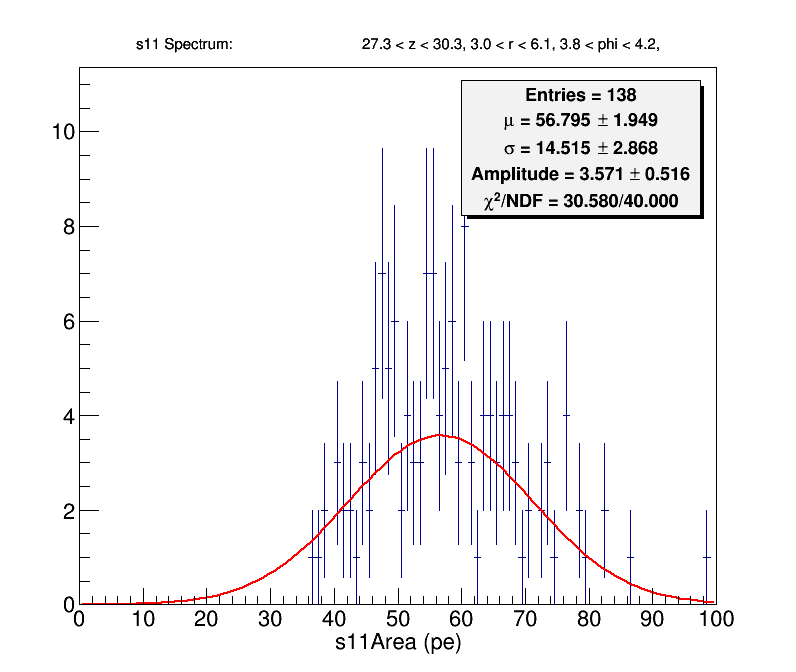 s11 Spectrum: 27.3 < z < 30.3, 3.0 < r < 6.1, 3.8 < phi < 4.2,
Entries = 138
μ = 56.795 ± 1.949
σ = 14.515 ± 2.868
Amplitude = 3.571 ± 0.516
χ²/NDF = 30.580/40.000
10
8
6
4
2
0
0 10 20 30 40 50 60 70 80 90 100
s11Area (pe)